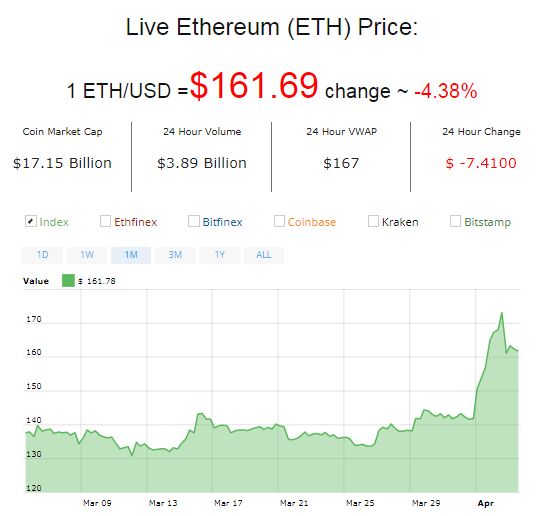 Live Ethereum (ETH) Price:
1 ETH/USD =$161.69 change ~ -4.38%
Coin Market Cap 24 Hour Volume 24 Hour VWAP 24 Hour Change
$17.15 Billion $3.89 Billion $167 $ -7.4100
Index Ethfinex Bitfinex Coinbase Kraken Bitstamp
1D 1W 1M 3M 1Y ALL
Value $ 161.78
170
160
150
140
130
120
Mar 09 Mar 13 Mar 17 Mar 21 Mar 25 Mar 29 Apr